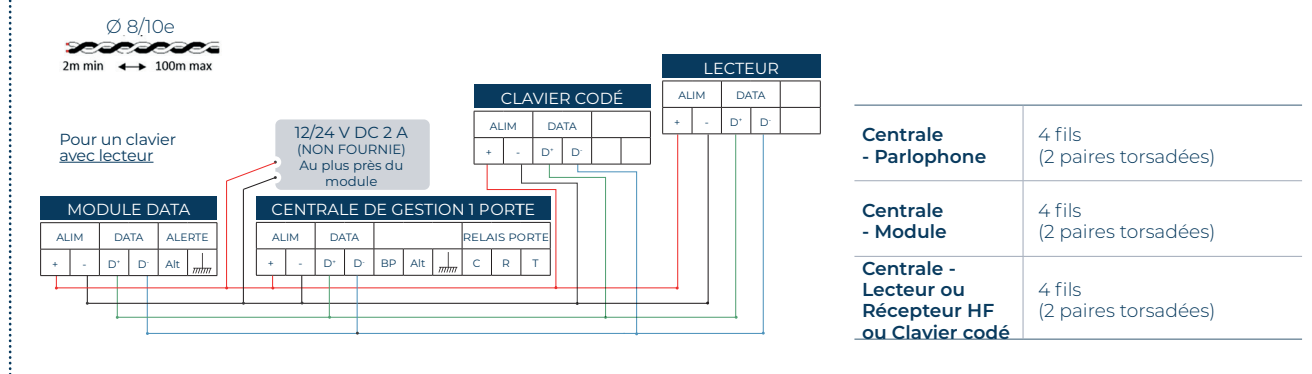 Ø 8/10e
2m min 100m max
Pour un clavier
avec lecteur
12/24 V DC 2 A
(NON FOURNIE)
Au plus près du
module
LECTEUR
ALIM DATA
+ - D+ D-
CLAVIER CODÉ
ALIM DATA
+ - D+ D-
MODULE DATA
ALIM DATA ALERTE
+ - D+ D- Alt
CENTRALE DE GESTION 1 PORTE
ALIM DATA RELAIS PORTE
+ - D+ D- BP Alt C R T
Centrale
- Parlophone
4 fils
(2 paires torsadées)
Centrale
- Module
4 fils
(2 paires torsadées)
Centrale -
Lecteur ou
Récepteur HF
ou Clavier codé
4 fils
(2 paires torsadées)